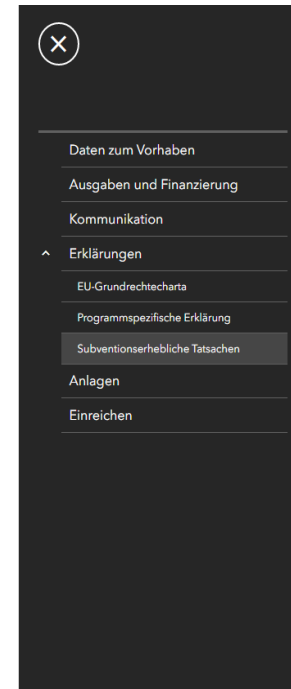 Daten zum Vorhaben
Ausgaben und Finanzierung
Kommunikation
Erklärungen
EU-Grundrechtecharta
Programmspezifische Erklärung
Subventionserhebliche Tatsachen
Anlagen
Einreichen